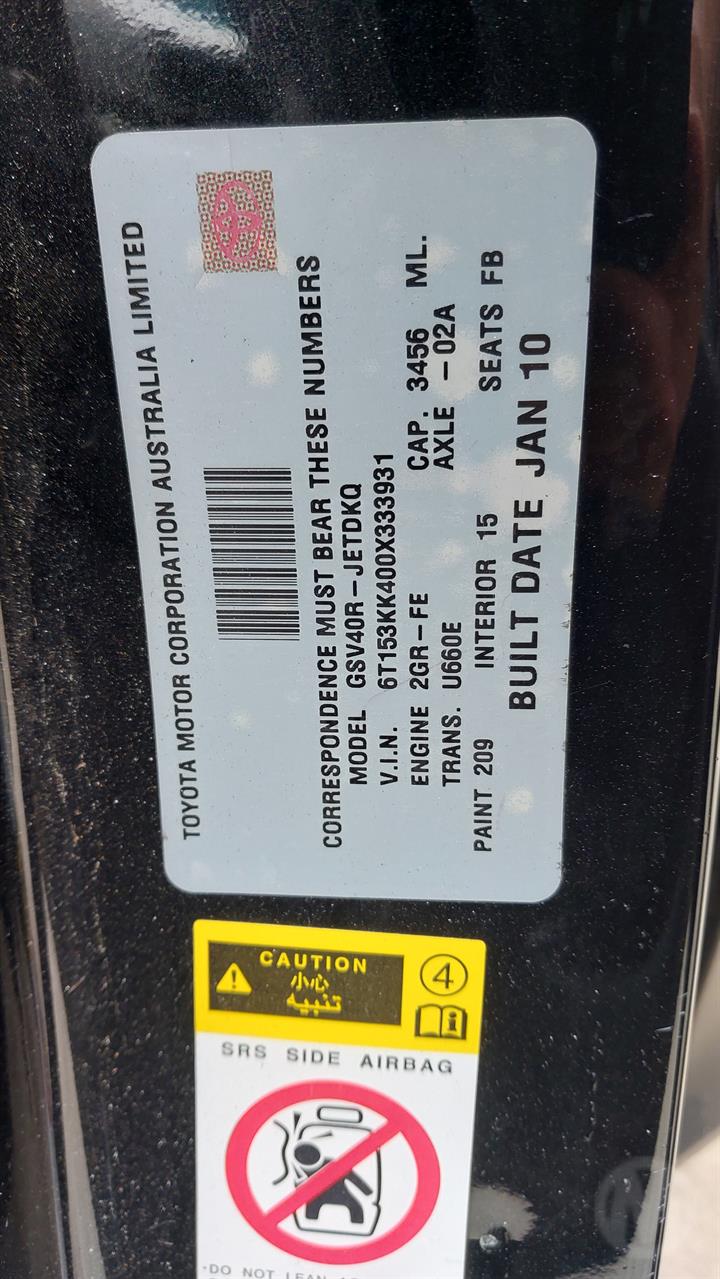 TOYOTA MOTOR CORPORATION AUSTRALIA LIMITED
CORRESPONDENCE MUST BEAR THESE NUMBERS
MODEL GSV40R-JETDKQ
V.I.N. 6T153KK400X333931
ENGINE 2GR-FE CAP. 3456 ML.
TRANS. U660E AXLE -02A
PAINT 209 INTERIOR 15 SEATS FB
BUILT DATE JAN 10
CAUTION
小心
تنبيه
4
SRS SIDE AIRBAG
·DO NOT LEAN